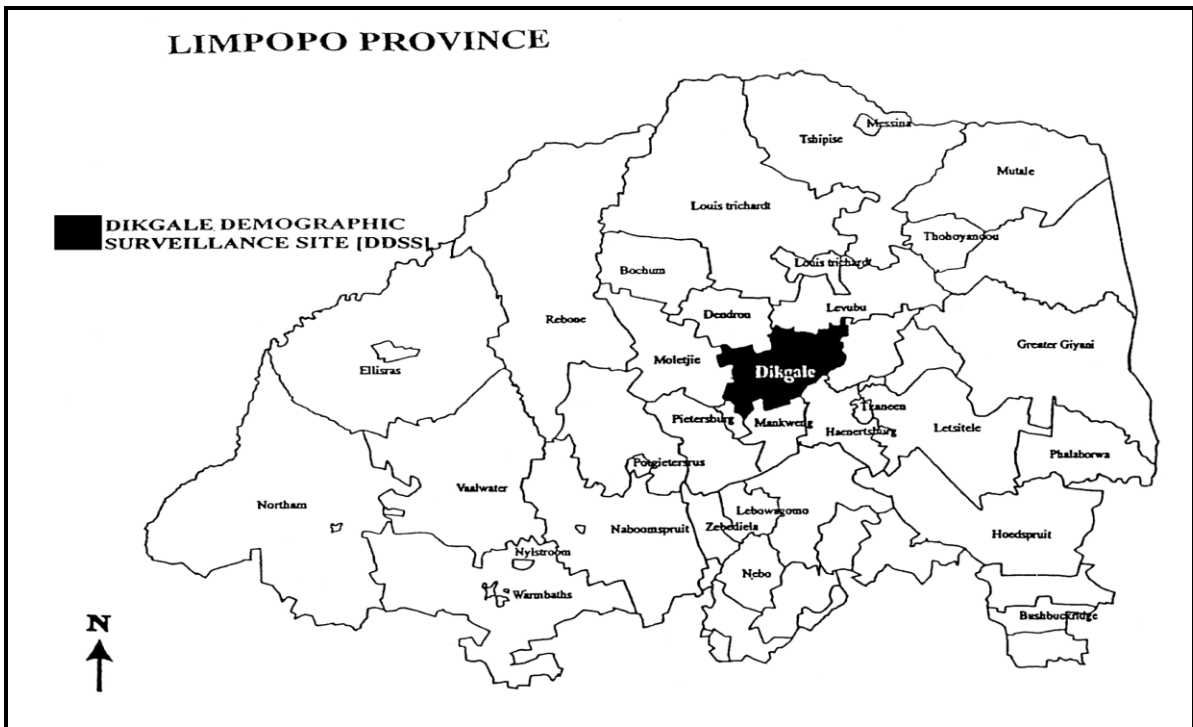 LIMPOPO PROVINCE
Messina
Tshipise
Mutale
Louis trichardt
DIKGALE DEMOGRAPHIC
SURVEILLANCE SITE [DDSS]
Thohoyandou
Louis trichardt
Bochum
Levubu
Dendron
Rebone
Greater Giyani
Moletjie
Ellisras
Dikgale
Tzaneen
Pietersburg
Mankweng
Haenertsburg
Letsitele
Phalaborwa
Potgietersrus
Vaalwater
Northam
Lebowagomo
Naboomspruit
Zebediela
Hoedspruit
Nylstroom
Nebo
Warmbaths
Bushbuckridge
N